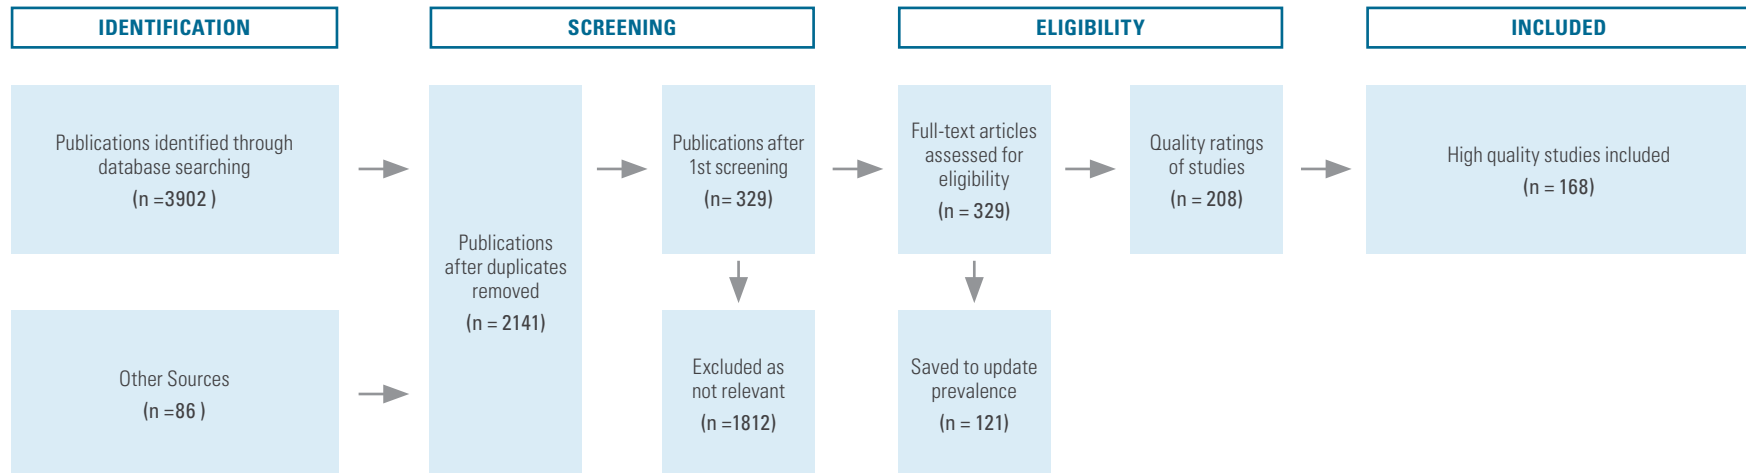 IDENTIFICATION
Publications identified through
database searching
(n =3902 )
Other Sources
(n =86 )
SCREENING
Publications
after duplicates
removed
(n = 2141)
Publications after
1st screening
(n= 329)
Excluded as
not relevant
(n =1812)
ELIGIBILITY
Full-text articles
assessed for
eligibility
(n = 329)
Saved to update
prevalence
(n = 121)
Quality ratings
of studies
(n = 208)
INCLUDED
High quality studies included
(n = 168)